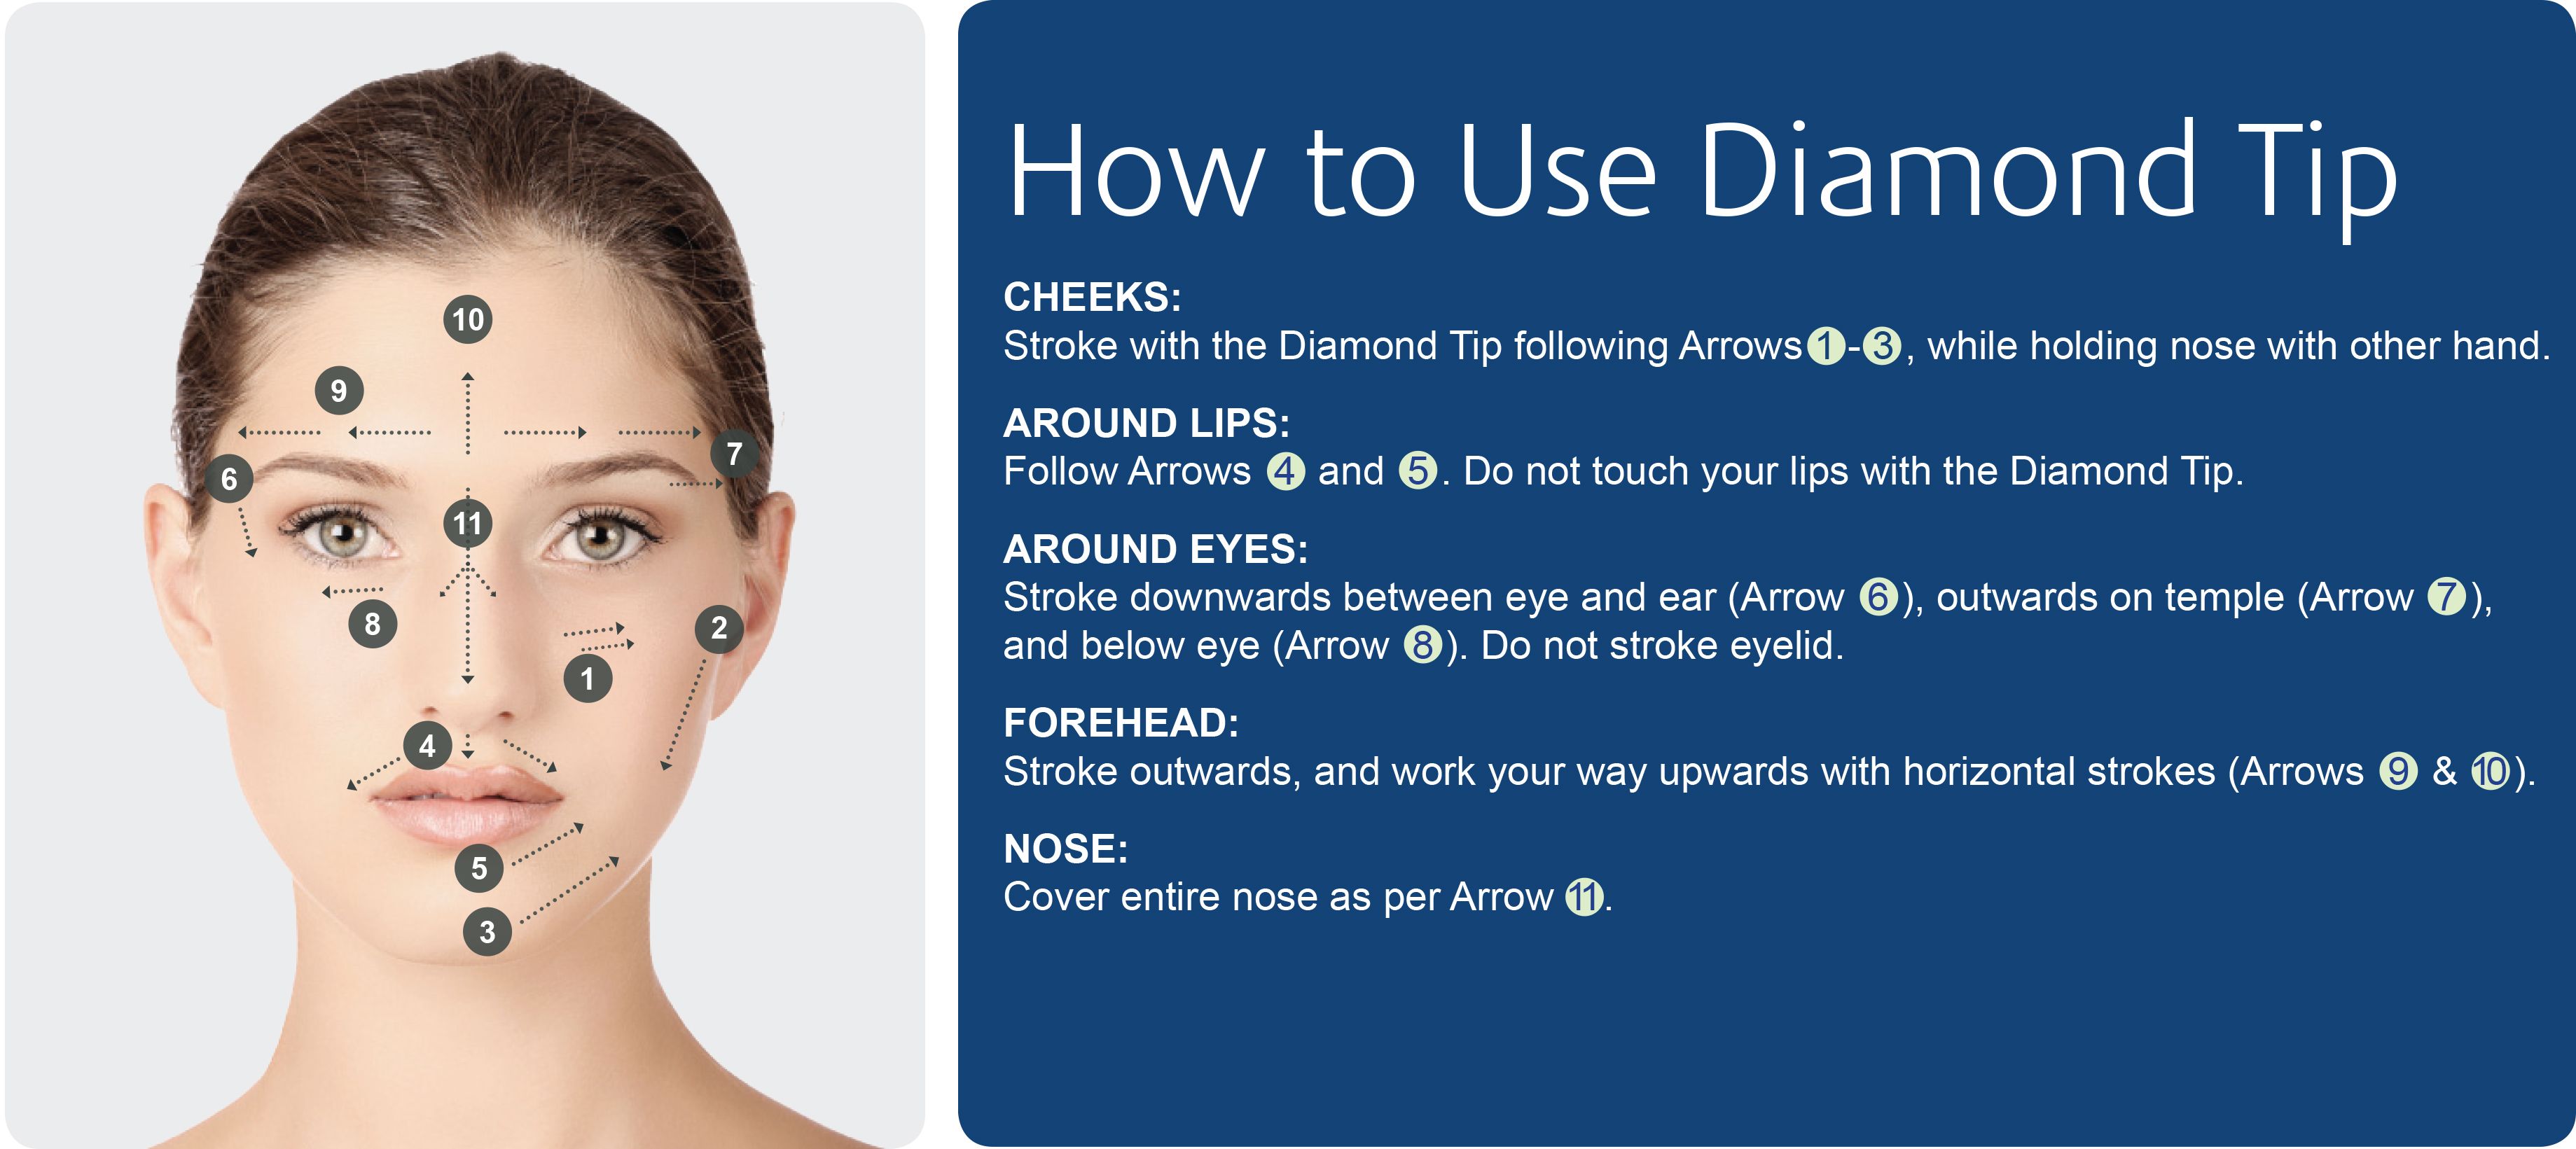 10
9
7
6
11
8
2
1
4
5
3
How to Use Diamond Tip
CHEEKS:
Stroke with the Diamond Tip following Arrows 1-3, while holding nose with other hand.
AROUND LIPS:
Follow Arrows 4 and 5. Do not touch your lips with the Diamond Tip.
AROUND EYES:
Stroke downwards between eye and ear (Arrow 6), outwards on temple (Arrow 7),
and below eye (Arrow 8). Do not stroke eyelid.
FOREHEAD:
Stroke outwards, and work your way upwards with horizontal strokes (Arrows 9 & 10).
NOSE:
Cover entire nose as per Arrow 11.